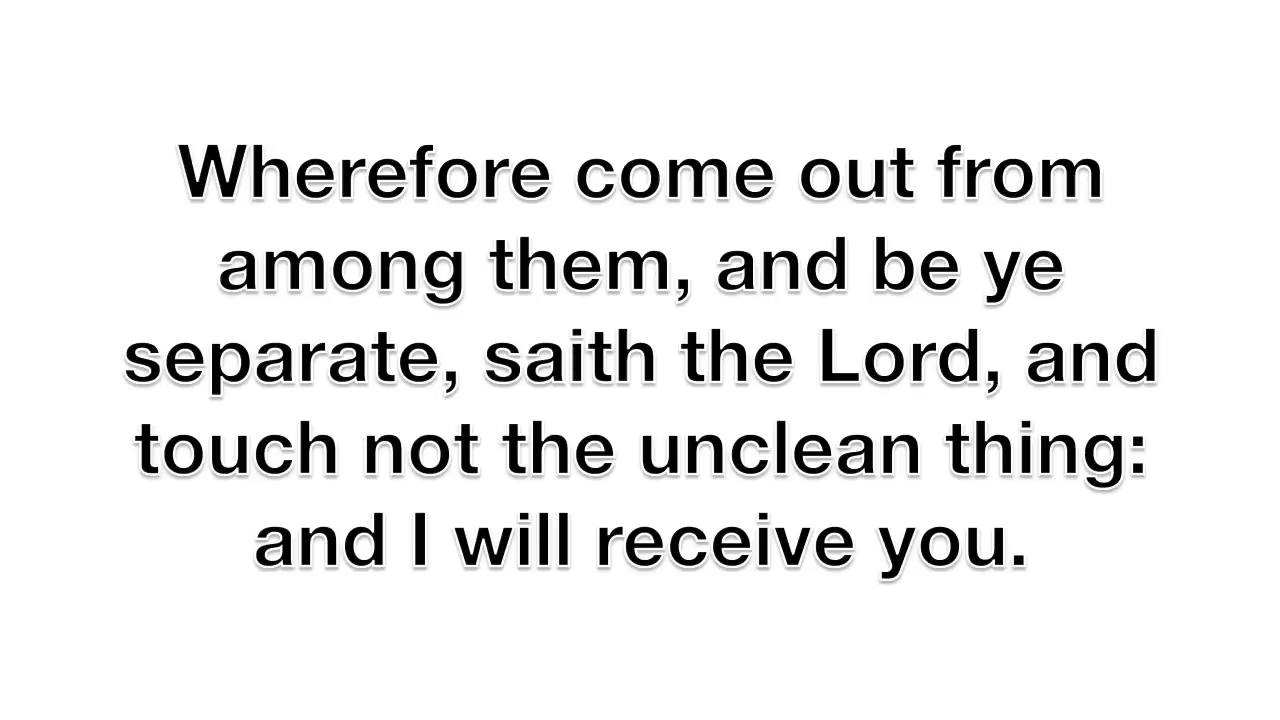 Wherefore come out from
among them, and be ye
separate, saith the Lord, and
touch not the unclean thing:
and I will receive you.